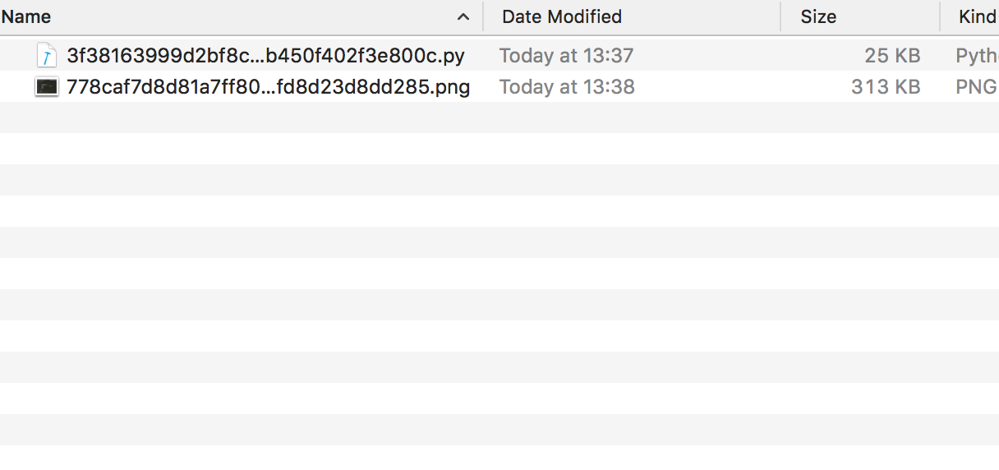 Name Date Modified Size Kind
3f38163999d2bf8c...b450f402f3e800c.py Today at 13:37 25 KB Pyth
778caf7d8d81a7ff80...fd8d23d8dd285.png Today at 13:38 313 KB PNG